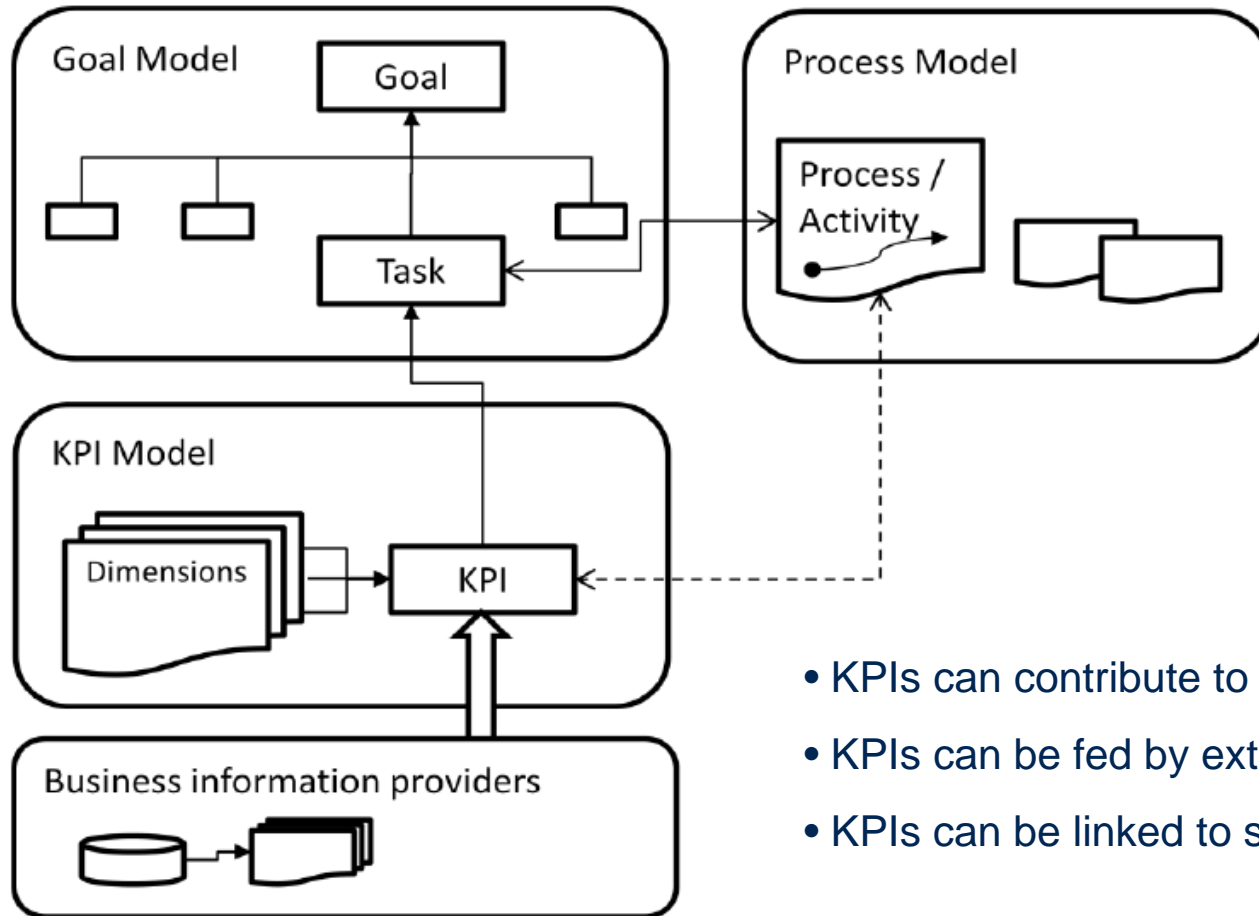 Goal Model
Goal
Task
Process Model
Process /
Activity
KPI Model
Dimensions
KPI
Business information providers
• KPIs can contribute to
• KPIs can be fed by ext
• KPIs can be linked to s